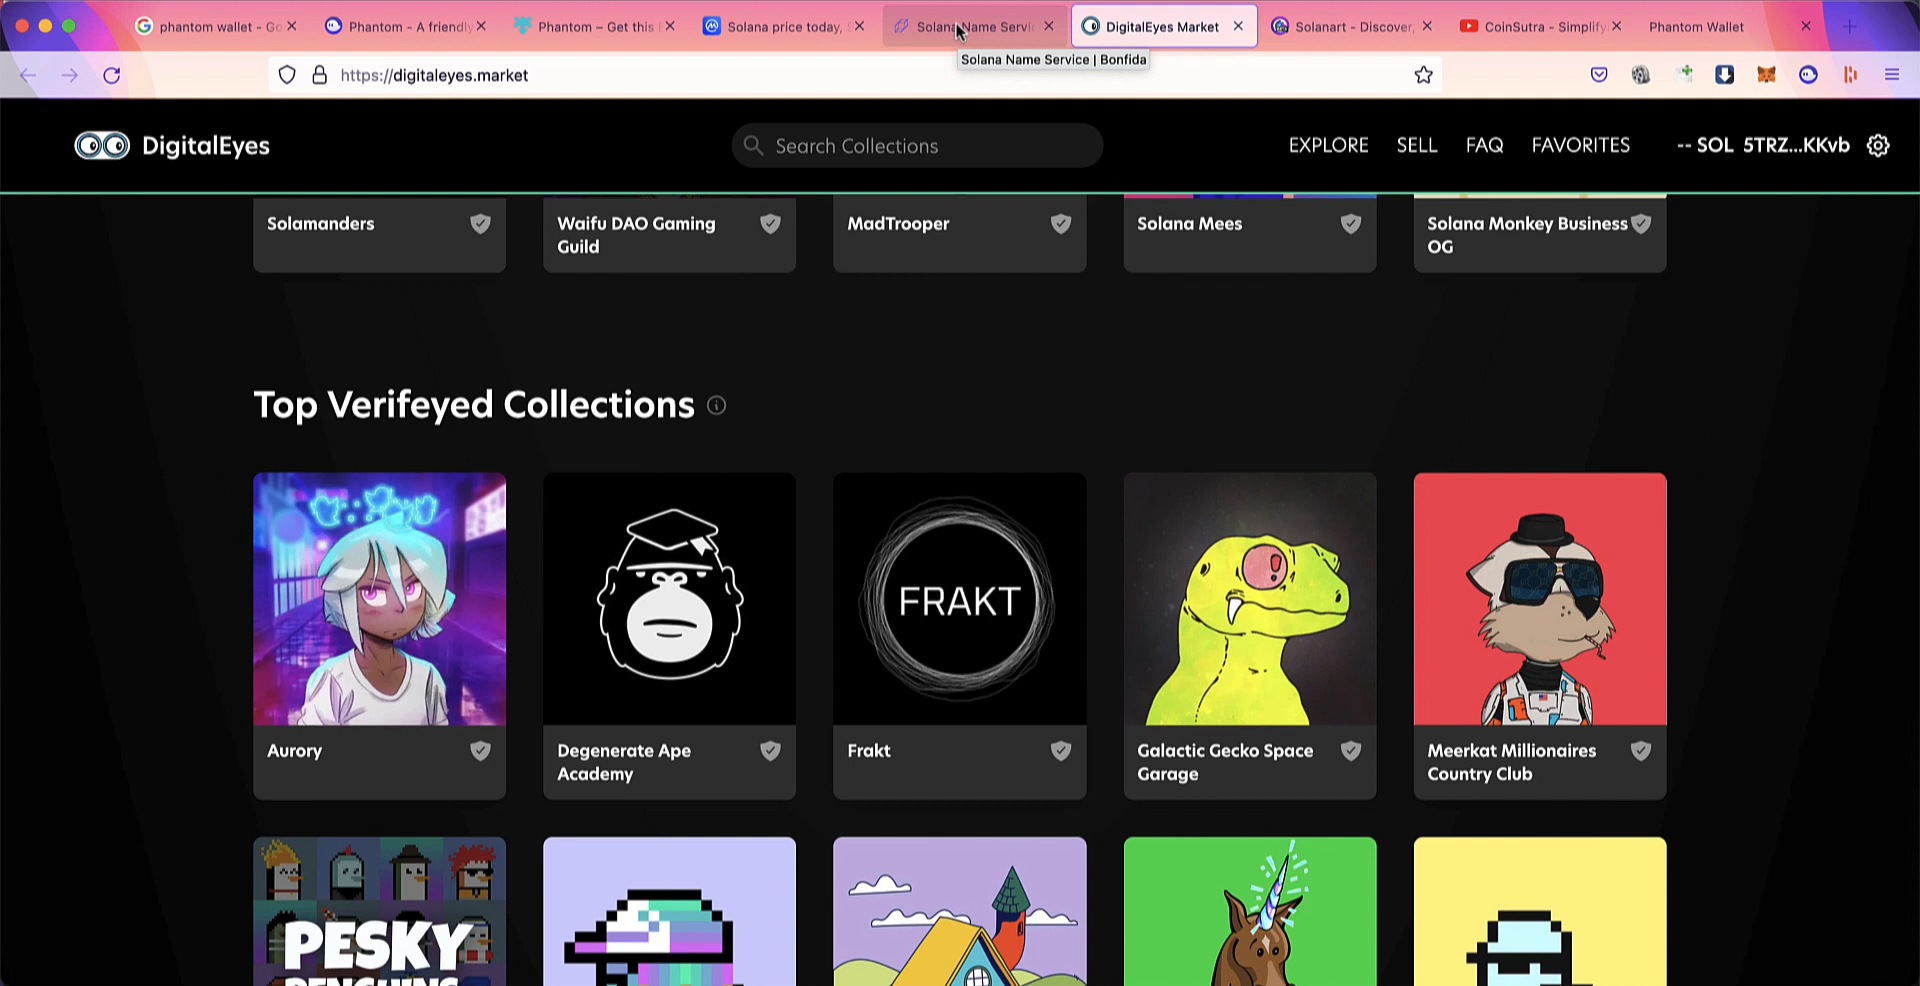 phantom wallet - Go
Phantom - A friendly
Phantom – Get this
Solana price today, S
Solana Name Servi
DigitalEyes Market
Solanart - Discover,
CoinSutra - Simplify
Phantom Wallet
Solana Name Service | Bonfida
https://digitaleyes.market
DigitalEyes
Search Collections
EXPLORE
SELL
FAQ
FAVORITES
-- SOL 5TRZ...KKvb
Solamanders
Waifu DAO Gaming
Guild
MadTrooper
Solana Mees
Solana Monkey Business
OG
Top Verifeyed Collections
FRAKT
Aurory
Degenerate Ape
Academy
Frakt
Galactic Gecko Space
Garage
Meerkat Millionaires
Country Club
PESKY
PENGUINS